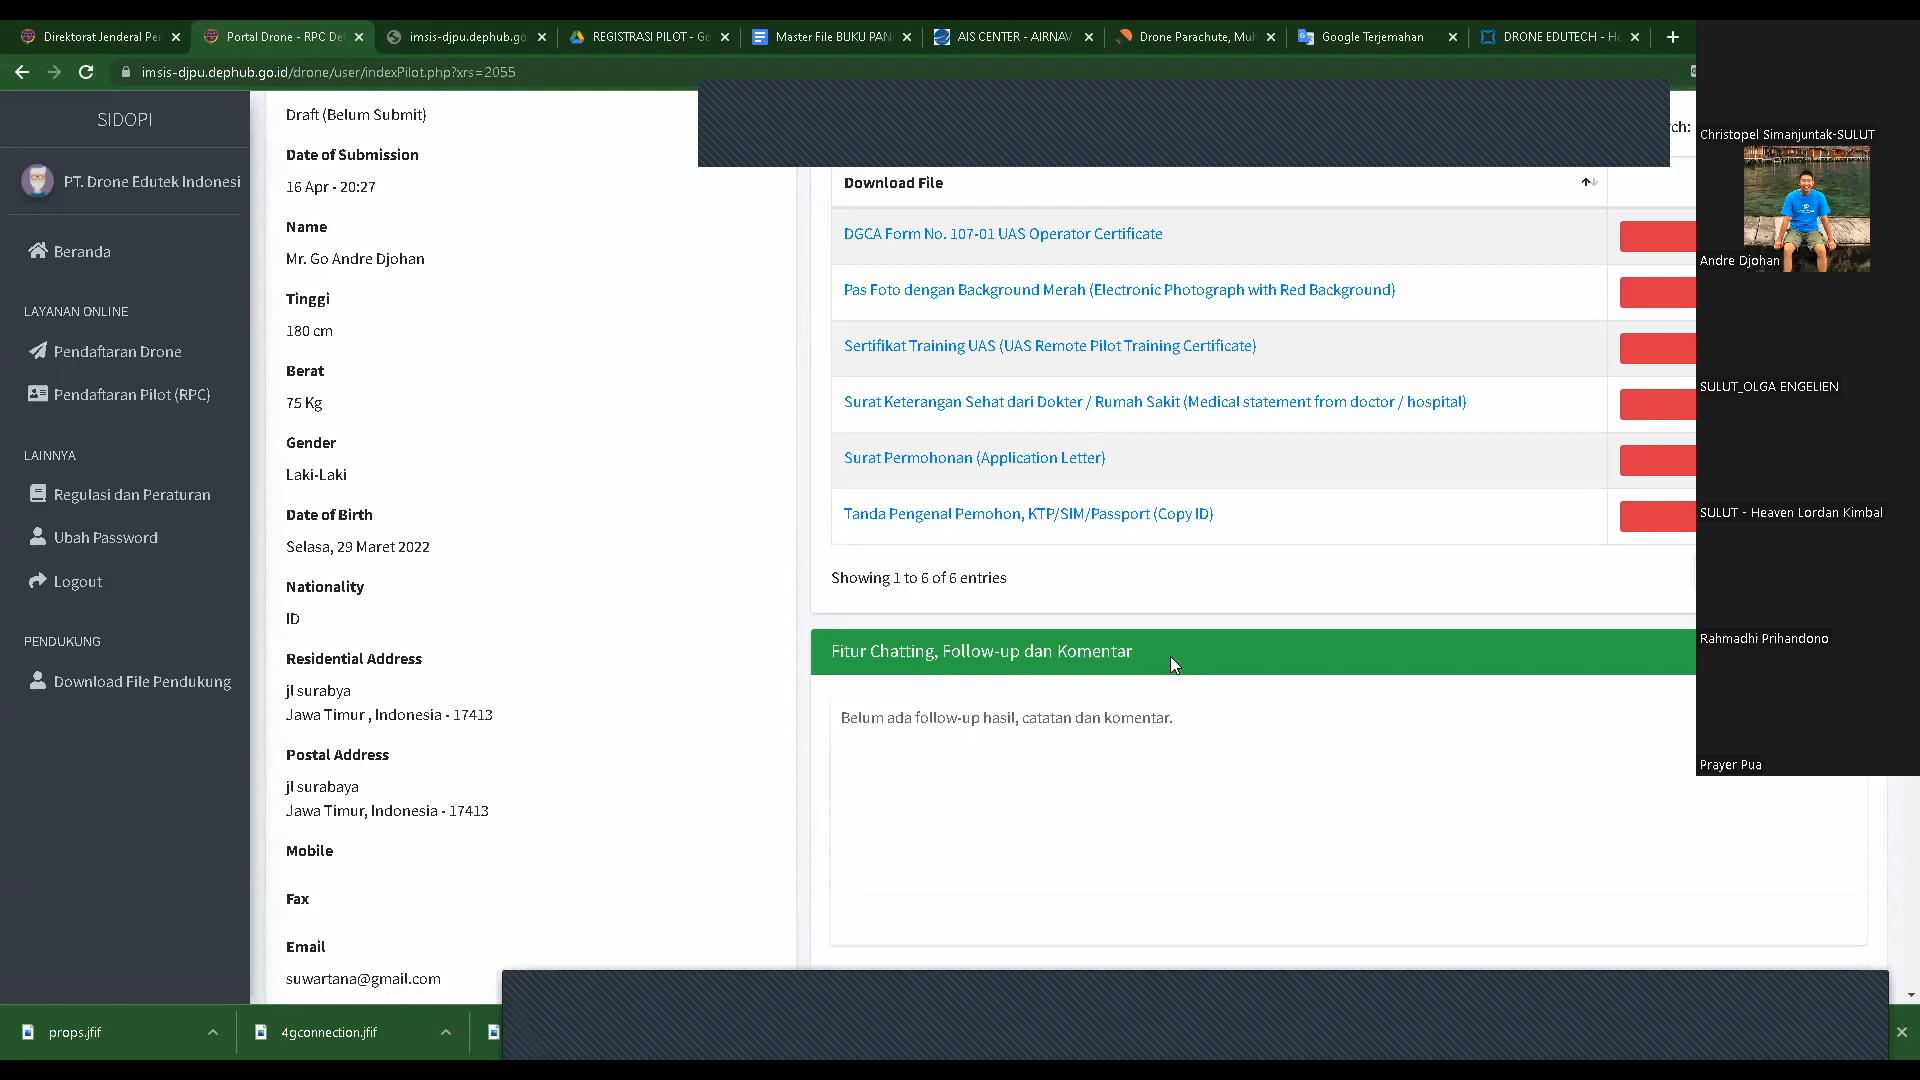 Direktorat Jenderal Per
Portal Drone - RPC De
imsis-djpu.dephub.go
REGISTRASI PILOT - Go
Master File BUKU PAN
AIS CENTER - AIRNAV
Drone Parachute, Mul
Google Terjemahan
DRONE EDUTECH - Ho
imsis-djpu.dephub.go.id/drone/user/indexPilot.php?xrs=2055
SIDOPI
PT. Drone Edutek Indonesi
Beranda
LAYANAN ONLINE
Pendaftaran Drone
Pendaftaran Pilot (RPC)
LAINNYA
Regulasi dan Peraturan
Ubah Password
Logout
PENDUKUNG
Download File Pendukung
Draft (Belum Submit)
Date of Submission
16 Apr - 20:27
Name
Mr. Go Andre Djohan
Tinggi
180 cm
Berat
75 Kg
Gender
Laki-Laki
Date of Birth
Selasa, 29 Maret 2022
Nationality
ID
Residential Address
jl surabya
Jawa Timur , Indonesia - 17413
Postal Address
jl surabaya
Jawa Timur, Indonesia - 17413
Mobile
Fax
Email
suwartana@gmail.com
rch:
Download File
DGCA Form No. 107-01 UAS Operator Certificate
Pas Foto dengan Background Merah (Electronic Photograph with Red Background)
Sertifikat Training UAS (UAS Remote Pilot Training Certificate)
Surat Keterangan Sehat dari Dokter / Rumah Sakit (Medical statement from doctor / hospital)
Surat Permohonan (Application Letter)
Tanda Pengenal Pemohon, KTP/SIM/Passport (Copy ID)
Showing 1 to 6 of 6 entries
Fitur Chatting, Follow-up dan Komentar
Belum ada follow-up hasil, catatan dan komentar.
Christopel Simanjuntak-SULUT
Andre Djohan
SULUT_OLGA ENGELIEN
SULUT - Heaven Lordan Kimbal
Rahmadhi Prihandono
Prayer Pua
props.jfif
4gconnection.jfif